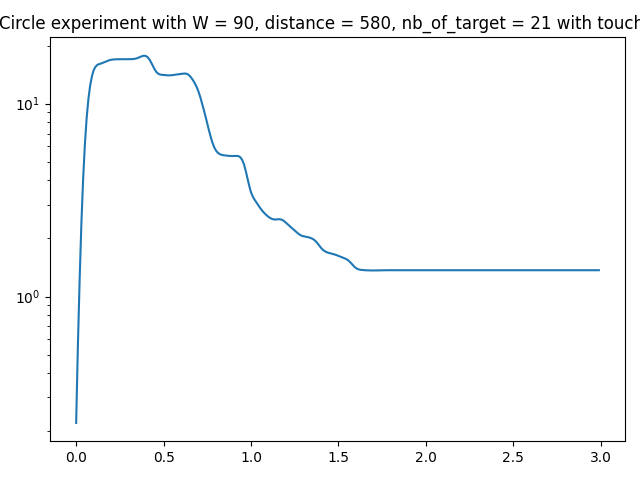 Circle experiment with W = 90, distance = 580, nb_of_target = 21 with touch
10¹
10⁰
0.0 0.5 1.0 1.5 2.0 2.5 3.0